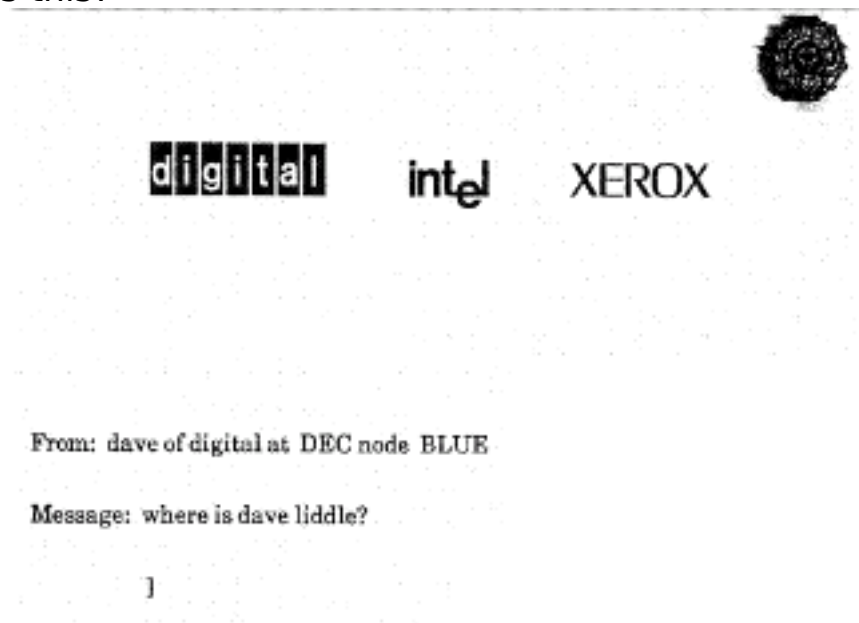 digital intel XEROX
From: dave of digital at DEC node BLUE
Message: where is dave liddle?
]